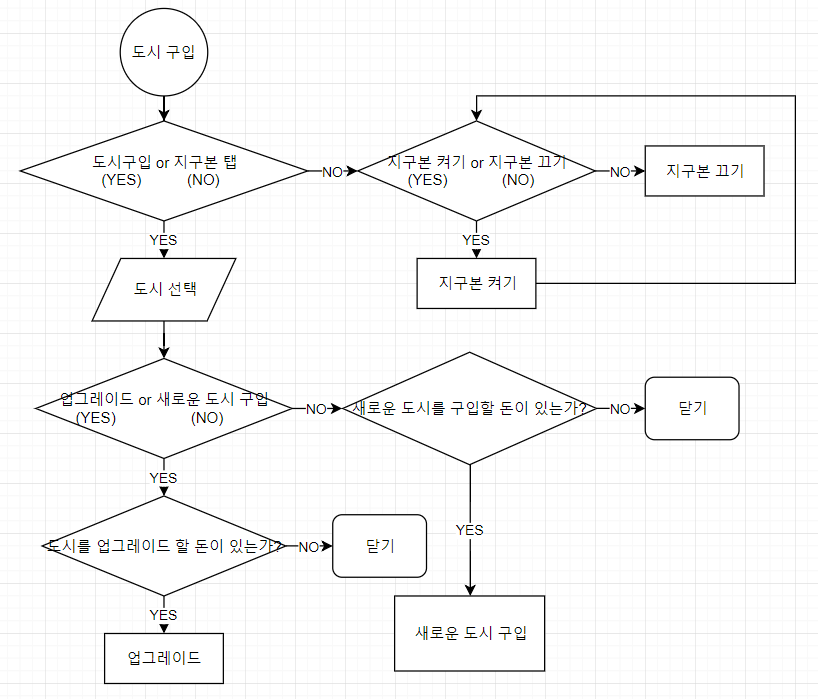 도시 구입
도시구입 or 지구본 탭
(YES) (NO)
NO
지구본 켜기 or 지구본 끄기
(YES) (NO)
NO
지구본 끄기
YES
YES
도시 선택
지구본 켜기
업그레이드 or 새로운 도시 구입
(YES) (NO)
NO
새로운 도시를 구입할 돈이 있는가?
NO
닫기
YES
YES
도시를 업그레이드 할 돈이 있는가?
NO
닫기
YES
새로운 도시 구입
업그레이드